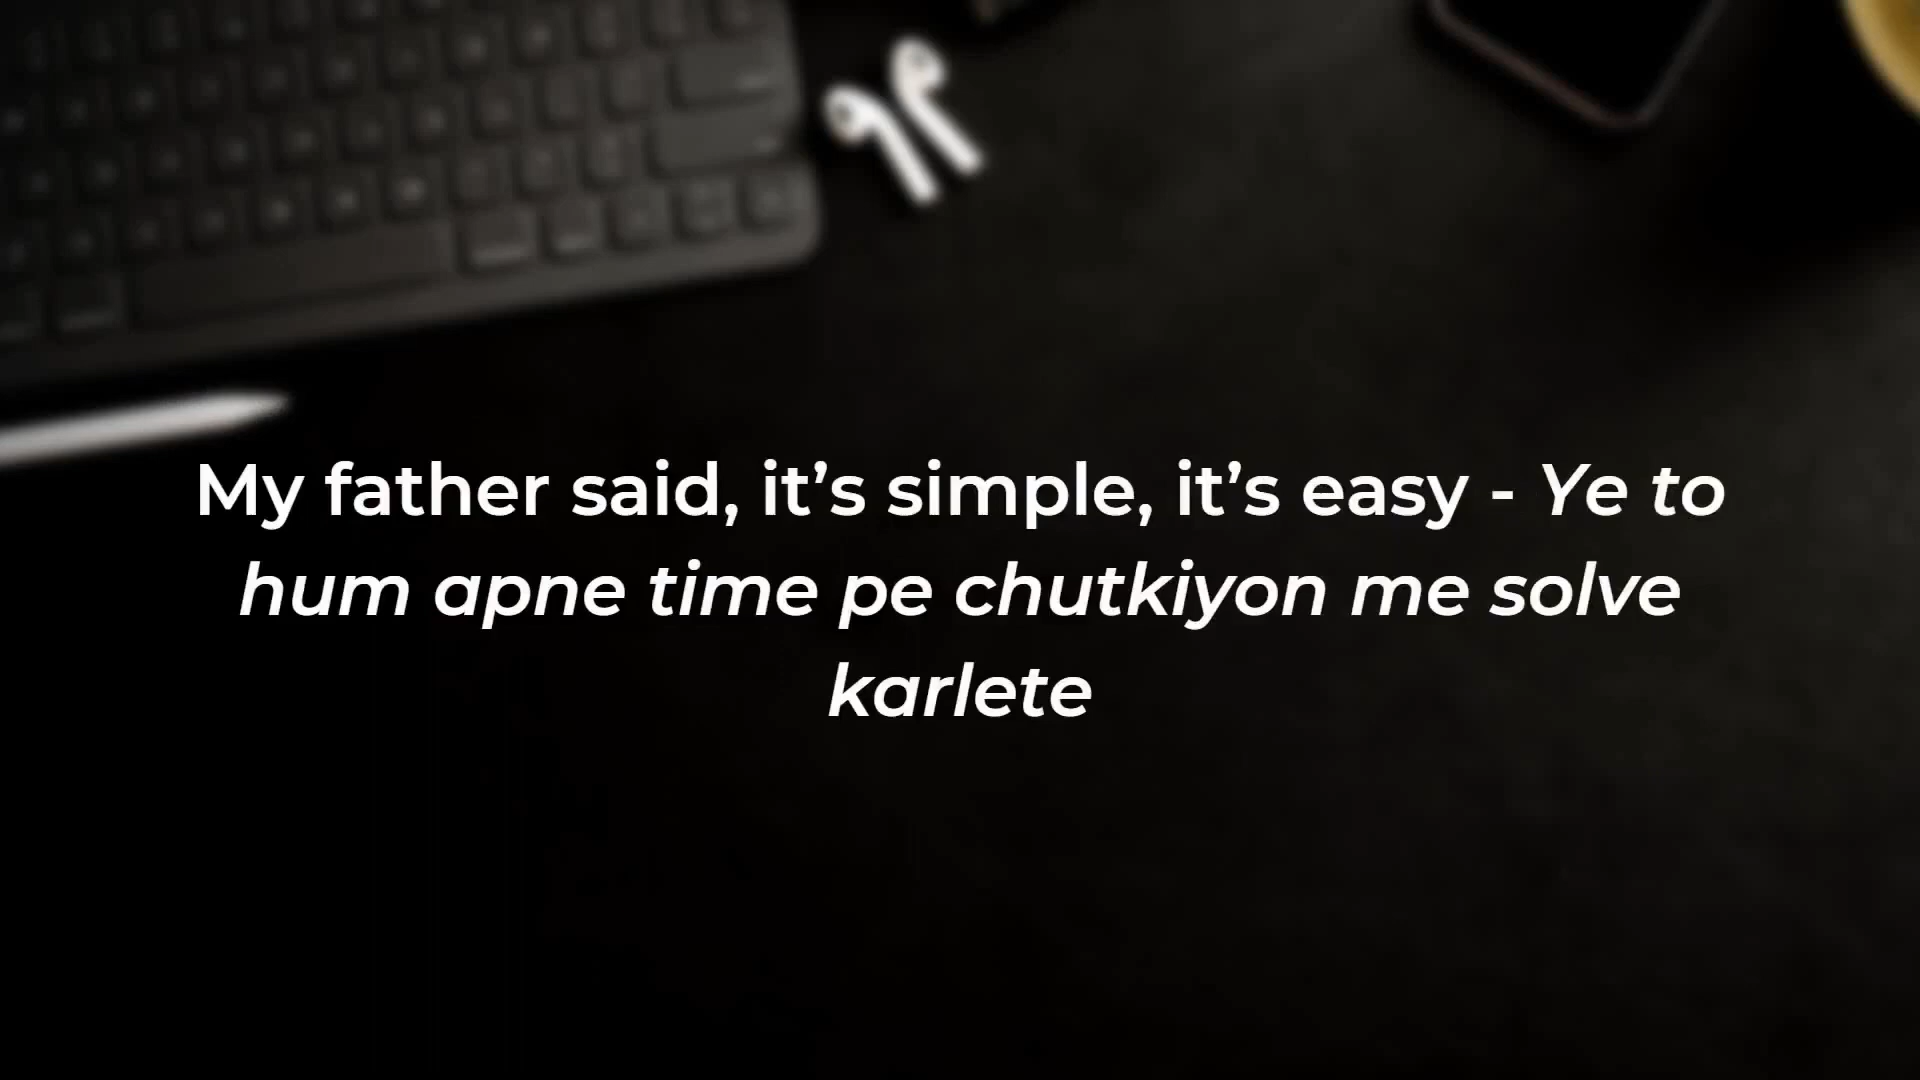 My father said, it’s simple, it’s easy - Ye to
hum apne time pe chutkiyon me solve
karlete